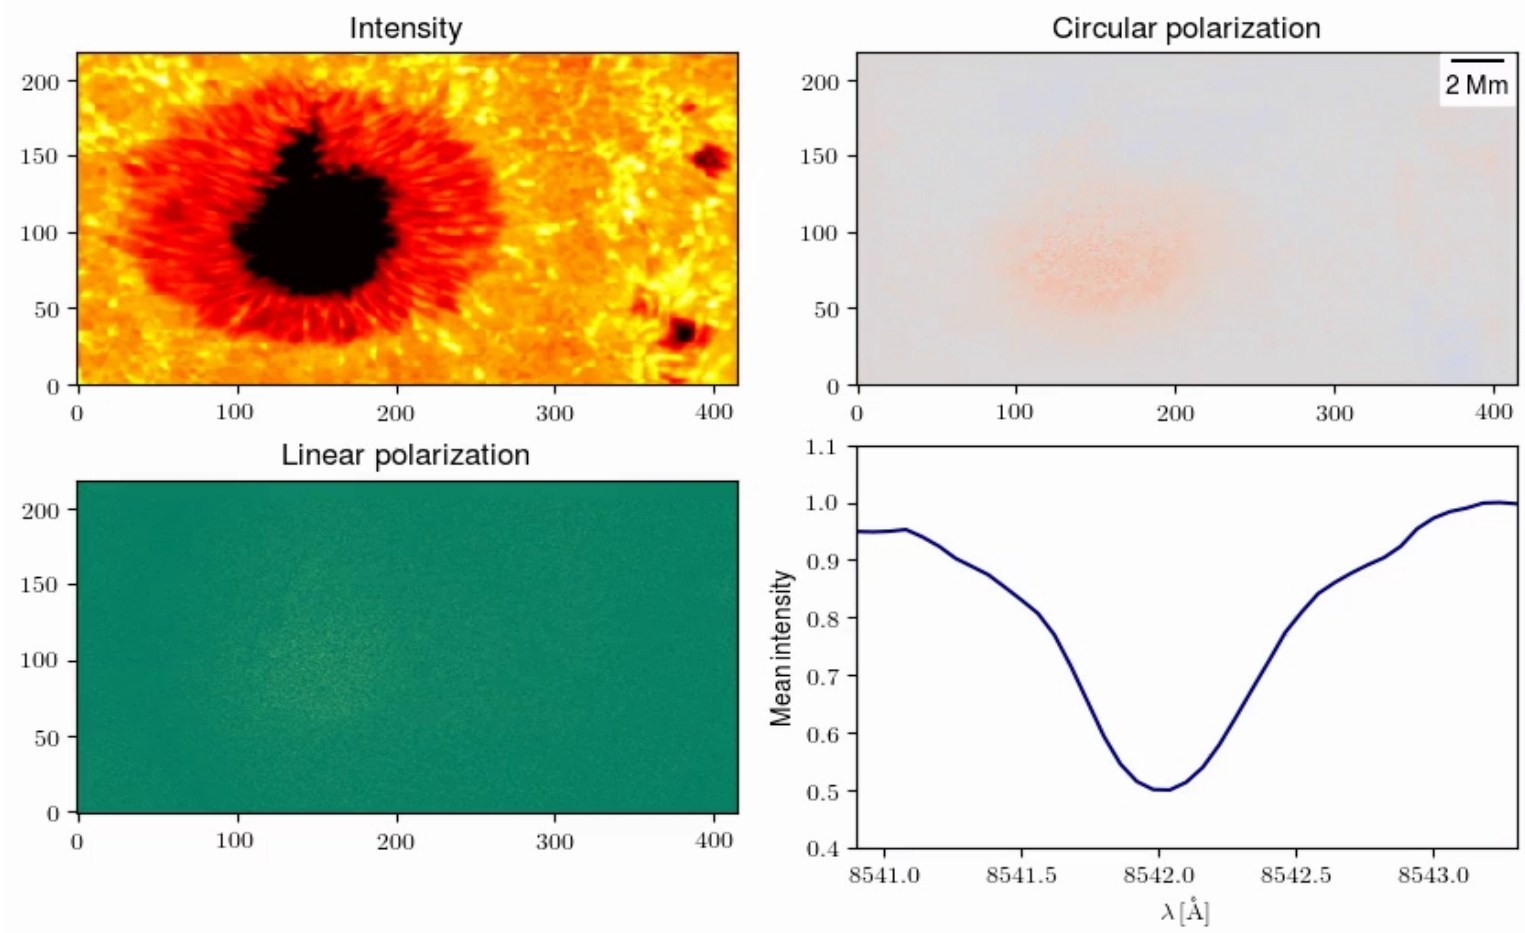 Intensity
200
150
100
50
0
0 100 200 300 400
Circular polarization
2 Mm
200
150
100
50
0
0 100 200 300 400
Linear polarization
200
150
100
50
0
0 100 200 300 400
1.1
1.0
0.9
0.8
0.7
0.6
0.5
0.4
Mean intensity
8541.0 8541.5 8542.0 8542.5 8543.0
λ [Å]